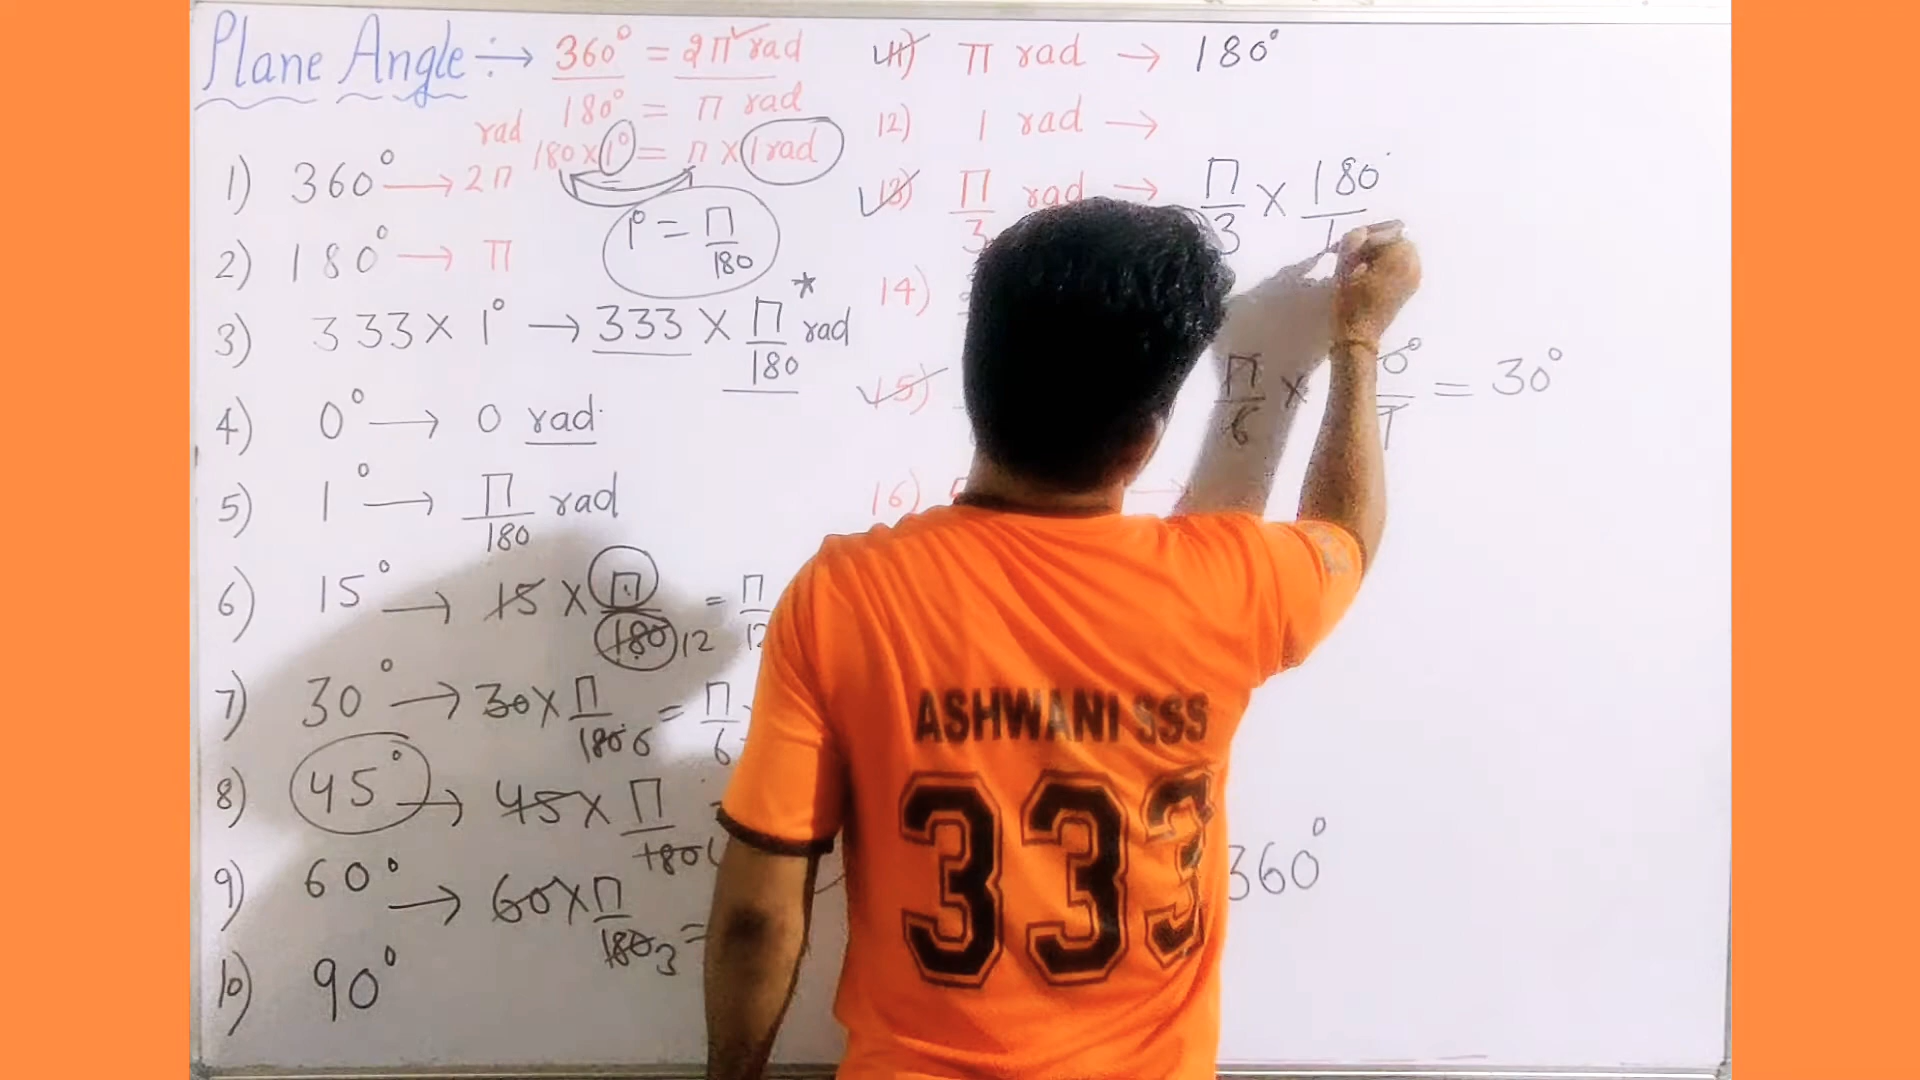 Plane Angle ÷→ 360° = 2π rad
180° = π rad
rad 180×1° = π × 1 rad
1° = π/180
1) 360° → 2π
2) 180° → π
3) 333 × 1° → 333 × π/180 rad *
4) 0° → 0 rad
5) 1° → π/180 rad
6) 15° → 15 × π/180 12 = π/12
7) 30° → 30 × π/180 6 = π/6
8) 45° → 45 × π/180
9) 60° → 60 × π/180 3 =
10) 90°
11) π rad → 180°
12) 1 rad →
13) π/3 rad → π/3 × 180°
14)
15) π/6 × = 30°
16) →
360°
ASHWANI SSS
333